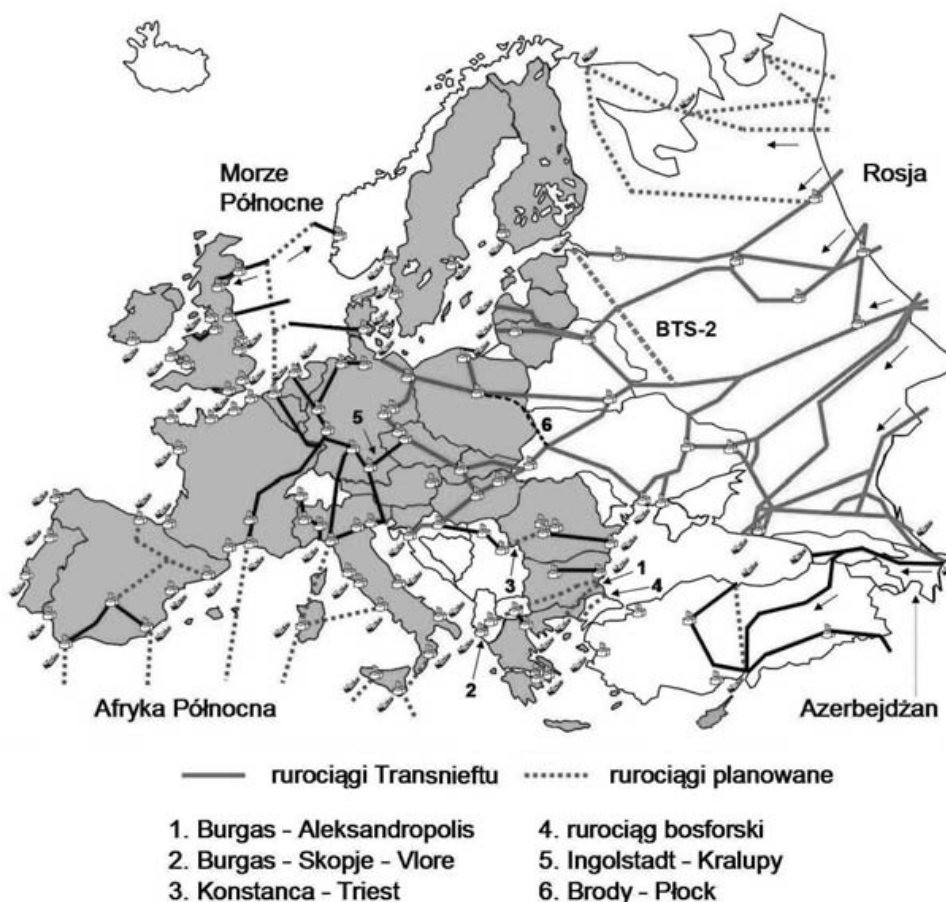 Morze
Północne
Rosja
BTS-2
5
6
3
1
4
2
Afryka Północna
Azerbejdżan
rurociągi Transnieftu
rurociągi planowane
1. Burgas - Aleksandropolis
2. Burgas - Skopje - Vlore
3. Konstanca - Triest
4. rurociąg bosforski
5. Ingolstadt - Kralupy
6. Brody - Płock